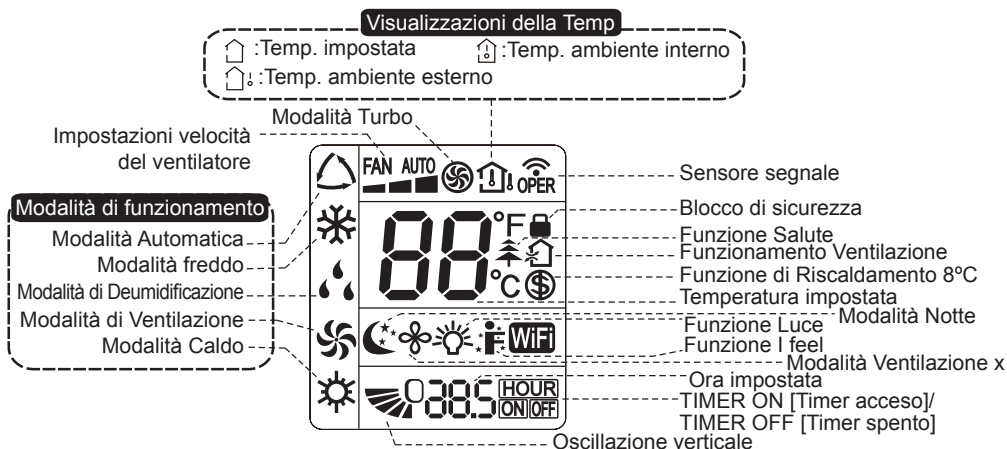 Visualizzazioni della Temp
:Temp. impostata :Temp. ambiente interno
:Temp. ambiente esterno
Modalità Turbo
Impostazioni velocità
del ventilatore
Modalità di funzionamento
Modalità Automatica
Modalità freddo
Modalità di Deumidificazione
Modalità di Ventilazione
Modalità Caldo
FAN AUTO
OPER
88 °F
°C
WiFi
88.5 HOUR
ON OFF
Sensore segnale
Blocco di sicurezza
Funzione Salute
Funzionamento Ventilazione
Funzione di Riscaldamento 8ºC
Temperatura impostata
Modalità Notte
Funzione Luce
Funzione I feel
Modalità Ventilazione x
Ora impostata
TIMER ON [Timer acceso]/
TIMER OFF [Timer spento]
Oscillazione verticale